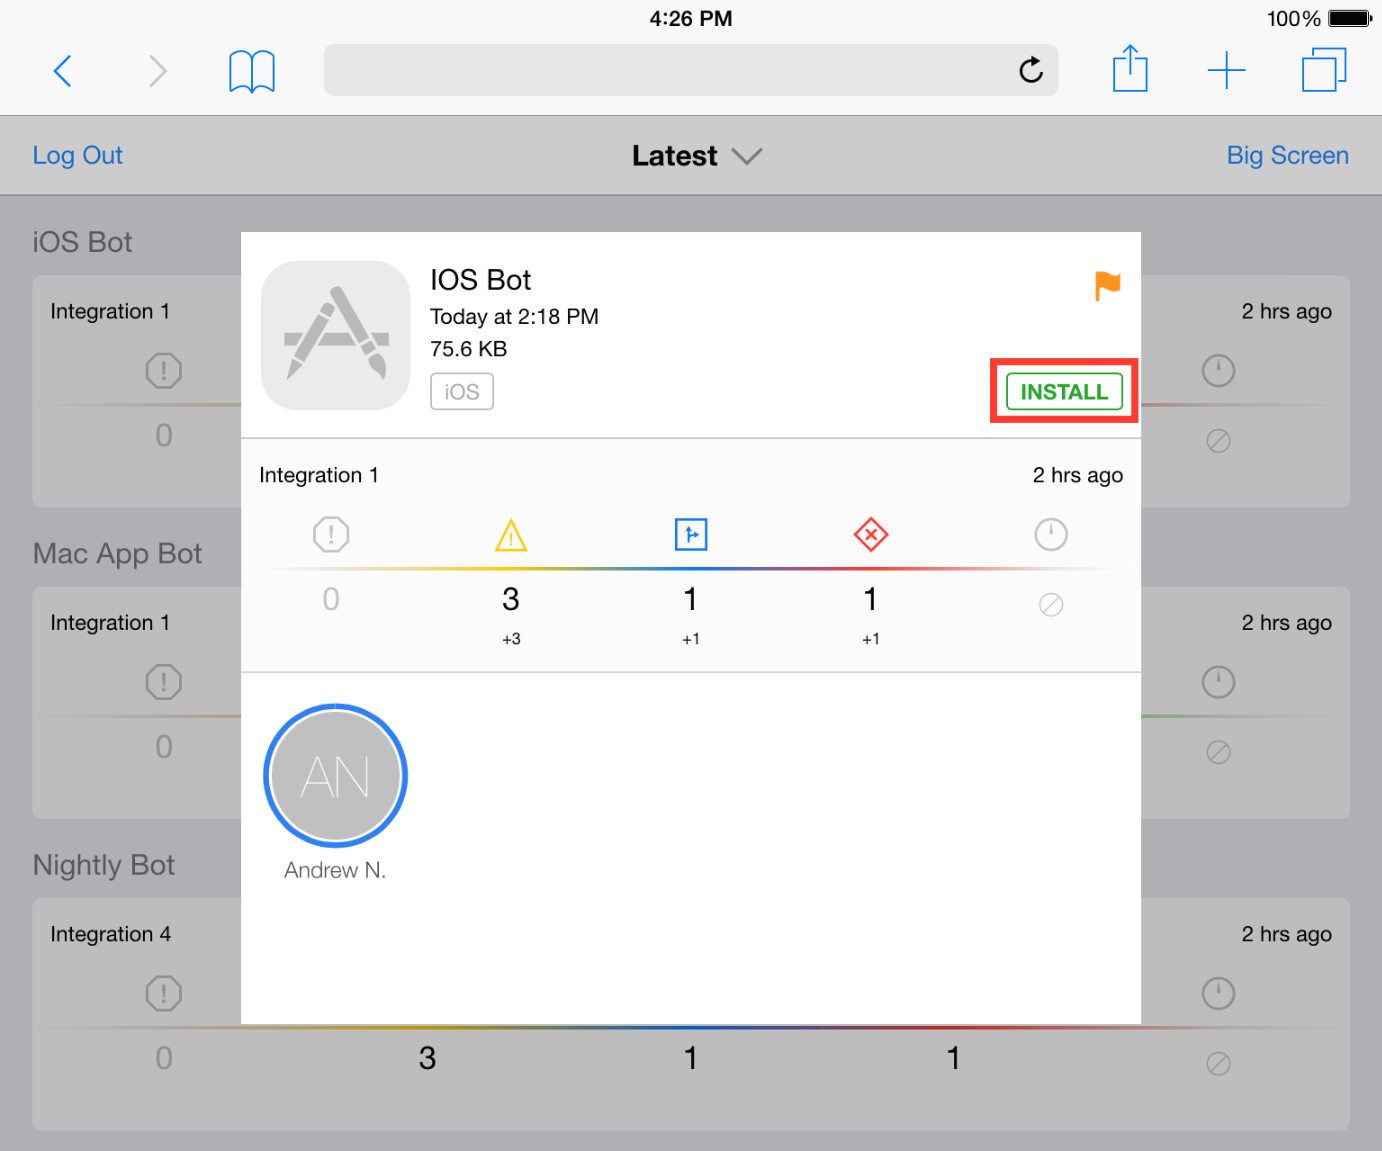 4:26 PM
100%
Log Out
Latest
Big Screen
iOS Bot
Integration 1
2 hrs ago
0
IOS Bot
Today at 2:18 PM
75.6 KB
iOS
INSTALL
Integration 1
2 hrs ago
0
3
1
1
+3
+1
+1
AN
Andrew N.
Mac App Bot
Integration 1
2 hrs ago
0
Nightly Bot
Integration 4
2 hrs ago
0
3
1
1